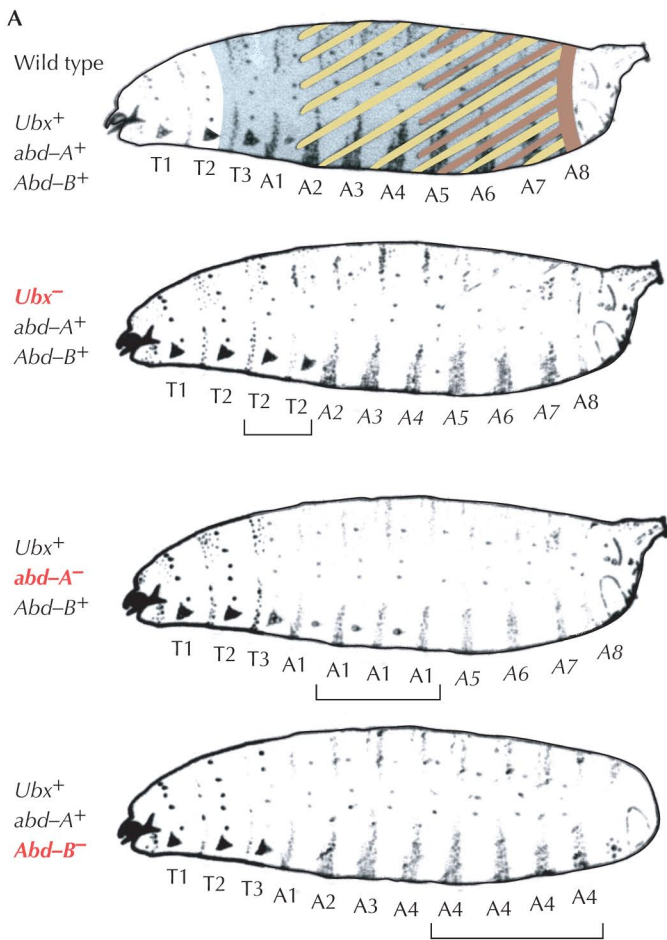 A
Wild type
Ubx+
abd–A+
Abd–B+
T1 T2 T3 A1 A2 A3 A4 A5 A6 A7 A8
Ubx–
abd–A+
Abd–B+
T1 T2 T2 T2 A2 A3 A4 A5 A6 A7 A8
Ubx+
abd–A–
Abd–B+
T1 T2 T3 A1 A1 A1 A1 A5 A6 A7 A8
Ubx+
abd–A+
Abd–B–
T1 T2 T3 A1 A2 A3 A4 A4 A4 A4 A4